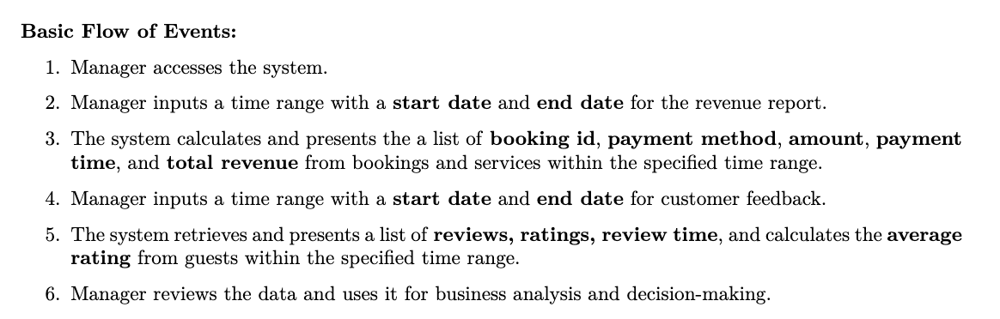 Basic Flow of Events:
1. Manager accesses the system.
2. Manager inputs a time range with a start date and end date for the revenue report.
3. The system calculates and presents the a list of booking id, payment method, amount, payment
time, and total revenue from bookings and services within the specified time range.
4. Manager inputs a time range with a start date and end date for customer feedback.
5. The system retrieves and presents a list of reviews, ratings, review time, and calculates the average
rating from guests within the specified time range.
6. Manager reviews the data and uses it for business analysis and decision-making.